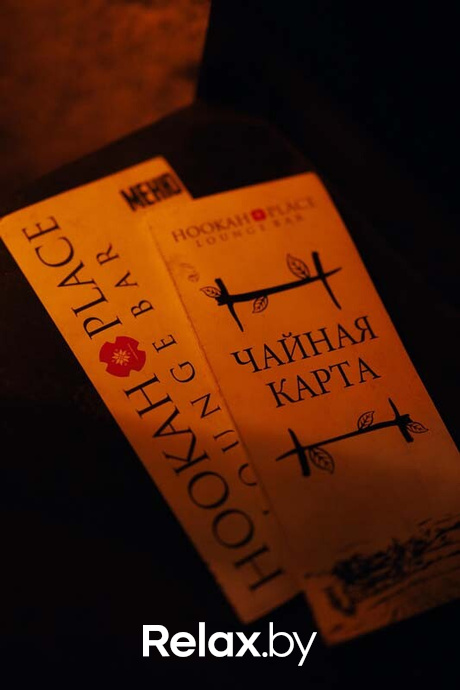 МЕНЮ
HOOKAH PLACE
LOUNGE BAR
HOOKAH PLACE
LOUNGE BAR
ЧАЙНАЯ
КАРТА
Relax.by